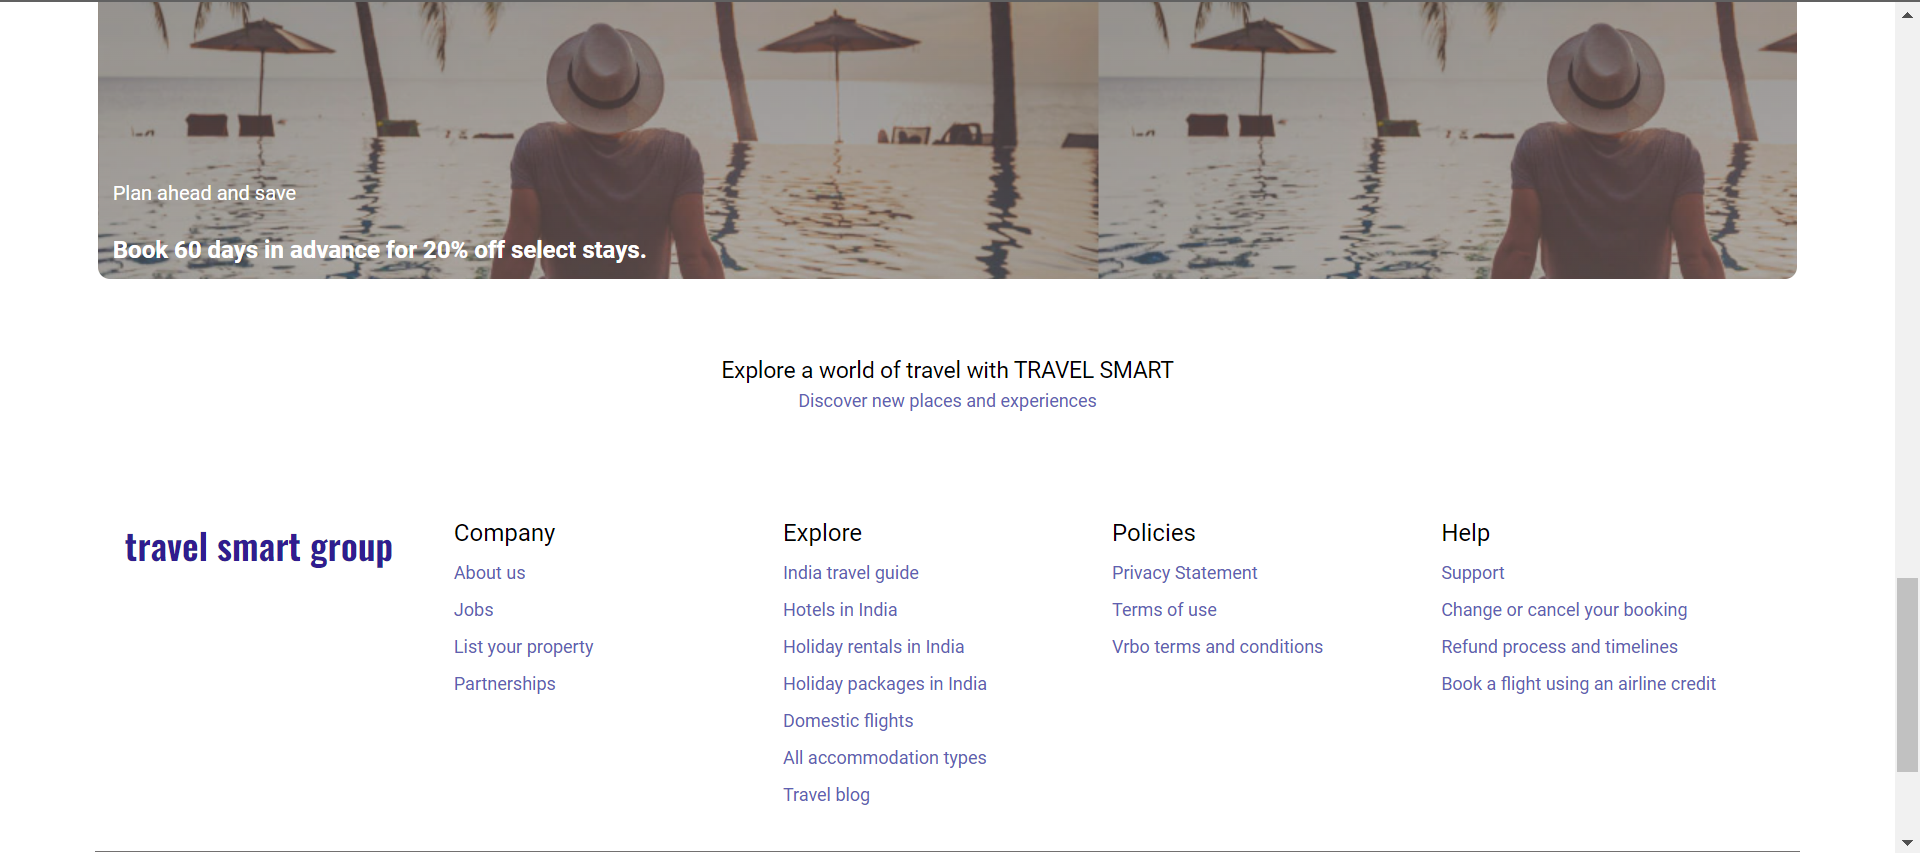 Plan ahead and save
Book 60 days in advance for 20% off select stays.
Explore a world of travel with TRAVEL SMART
Discover new places and experiences
travel smart group
Company
About us
Jobs
List your property
Partnerships
Explore
India travel guide
Hotels in India
Holiday rentals in India
Holiday packages in India
Domestic flights
All accommodation types
Travel blog
Policies
Privacy Statement
Terms of use
Vrbo terms and conditions
Help
Support
Change or cancel your booking
Refund process and timelines
Book a flight using an airline credit